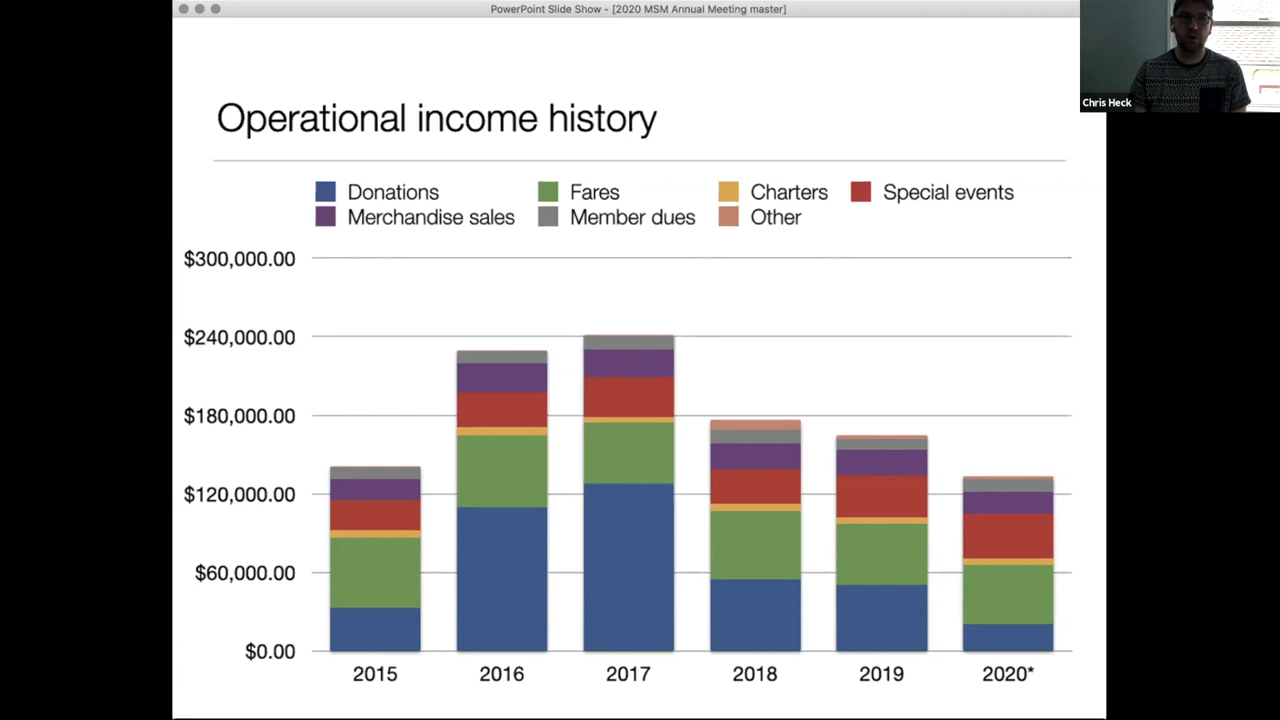 PowerPoint Slide Show - [2020 MSM Annual Meeting master]
Chris Heck
Operational income history
Donations Fares Charters Special events
Merchandise sales Member dues Other
$300,000.00
$240,000.00
$180,000.00
$120,000.00
$60,000.00
$0.00
2015 2016 2017 2018 2019 2020*